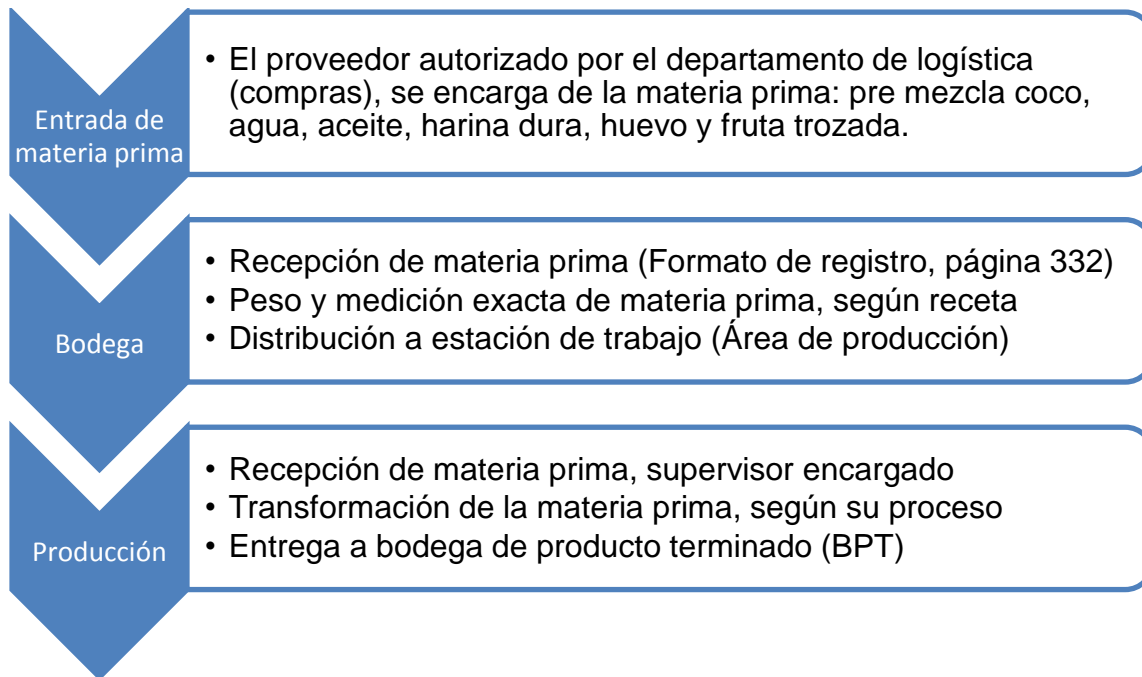 Entrada de
materia prima
• El proveedor autorizado por el departamento de logística
(compras), se encarga de la materia prima: pre mezcla coco,
agua, aceite, harina dura, huevo y fruta trozada.
Bodega
• Recepción de materia prima (Formato de registro, página 332)
• Peso y medición exacta de materia prima, según receta
• Distribución a estación de trabajo (Área de producción)
Producción
• Recepción de materia prima, supervisor encargado
• Transformación de la materia prima, según su proceso
• Entrega a bodega de producto terminado (BPT)